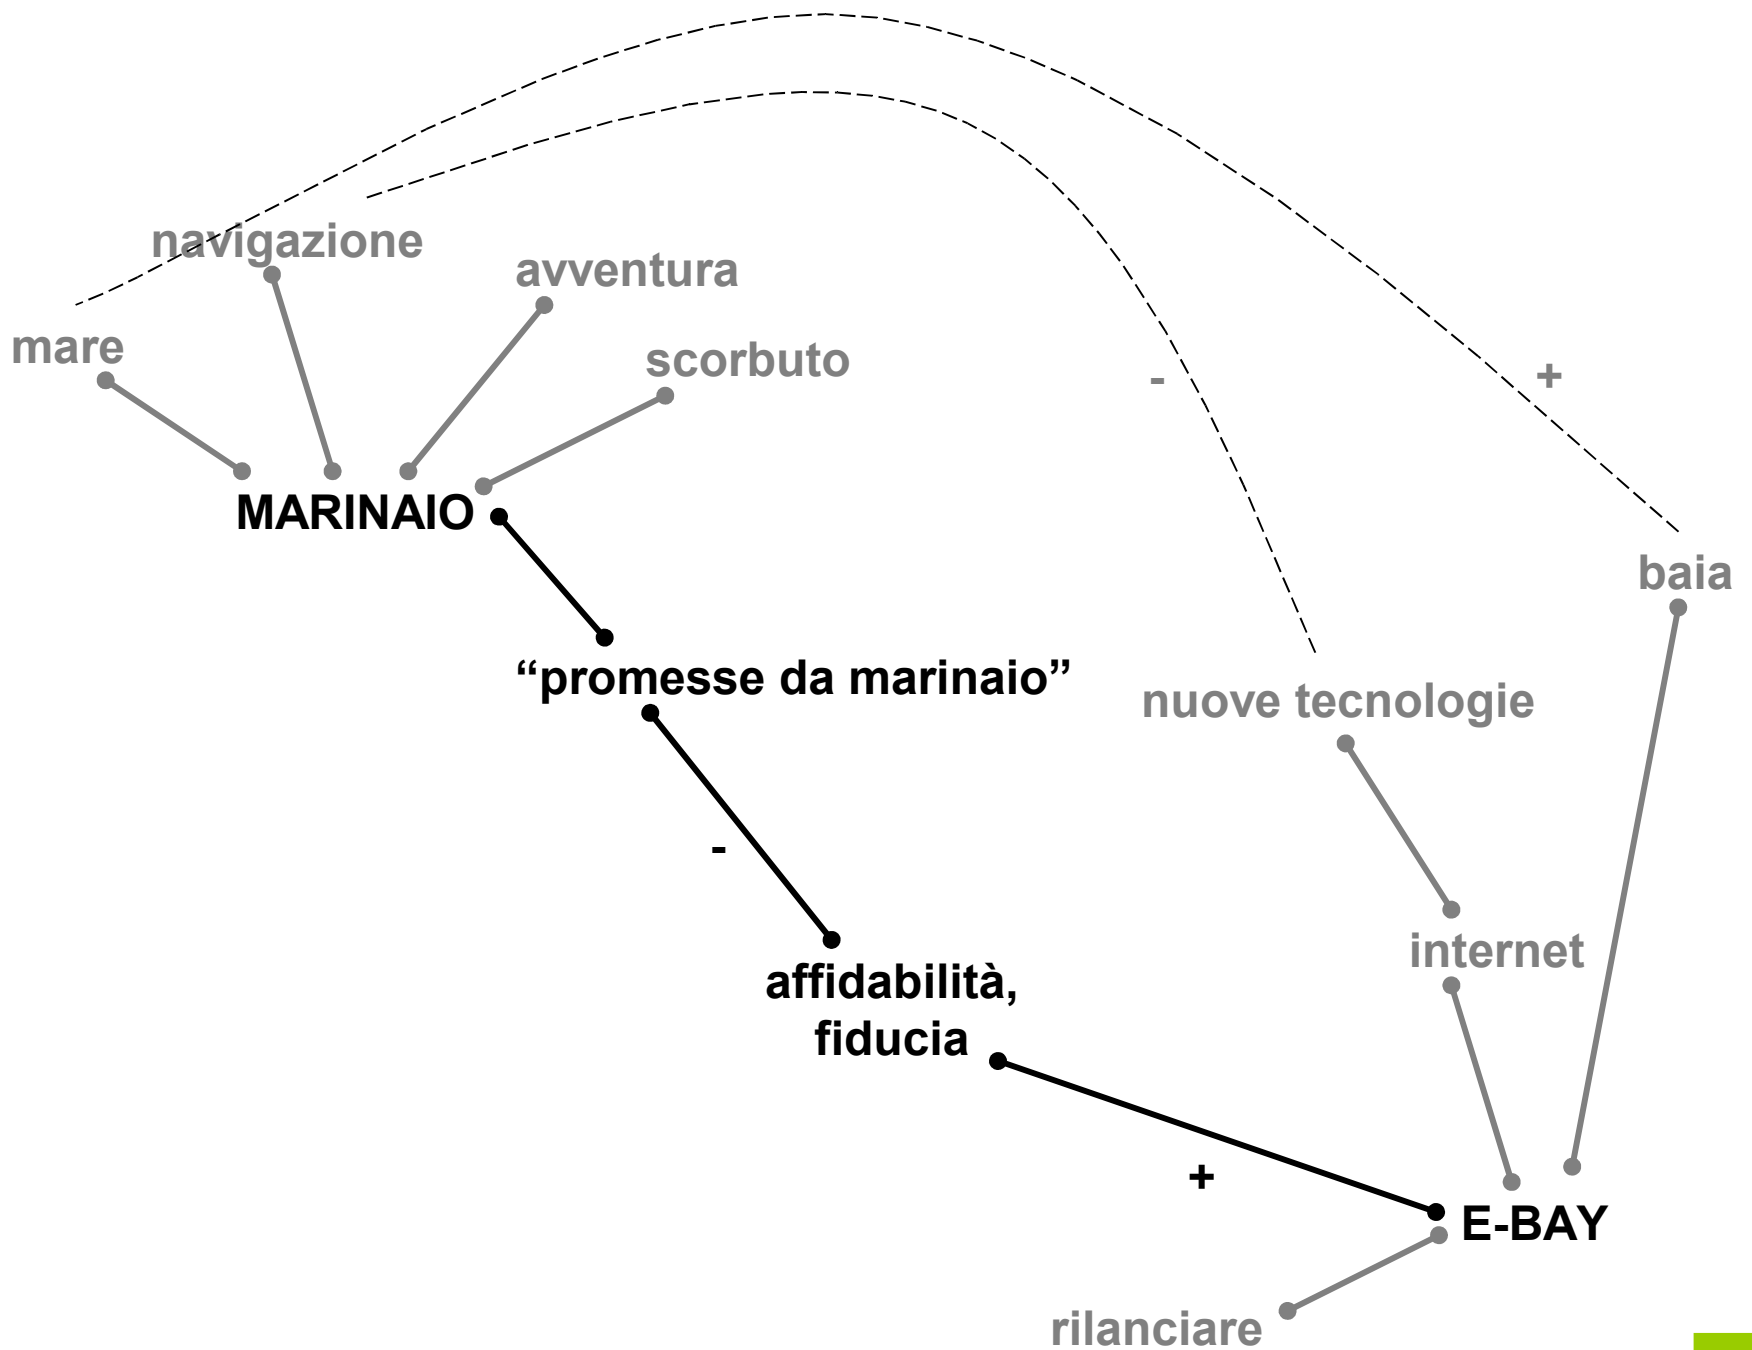 navigazione
avventura
mare
scorbuto
-
+
MARINAIO
baia
“promesse da marinaio”
nuove tecnologie
-
internet
affidabilità,
fiducia
+
E-BAY
rilanciare